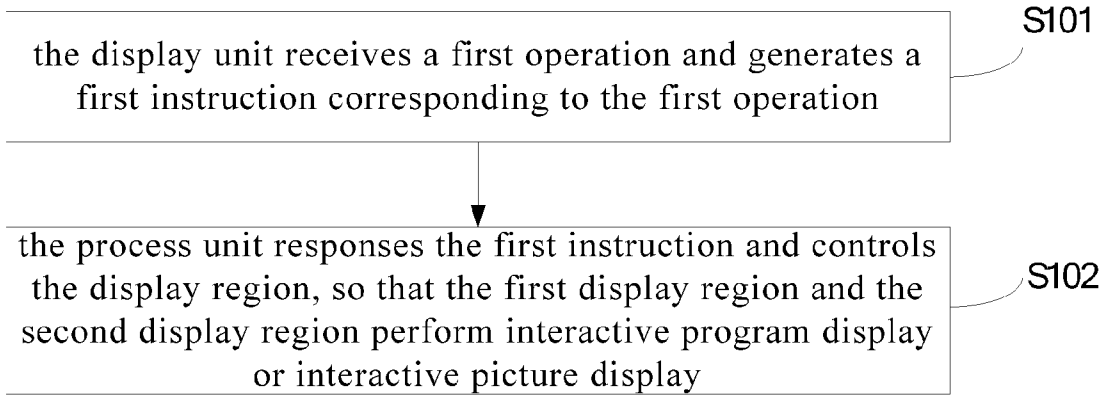 S101
the display unit receives a first operation and generates a
first instruction corresponding to the first operation
the process unit responses the first instruction and controls
the display region, so that the first display region and the
second display region perform interactive program display
or interactive picture display
S102